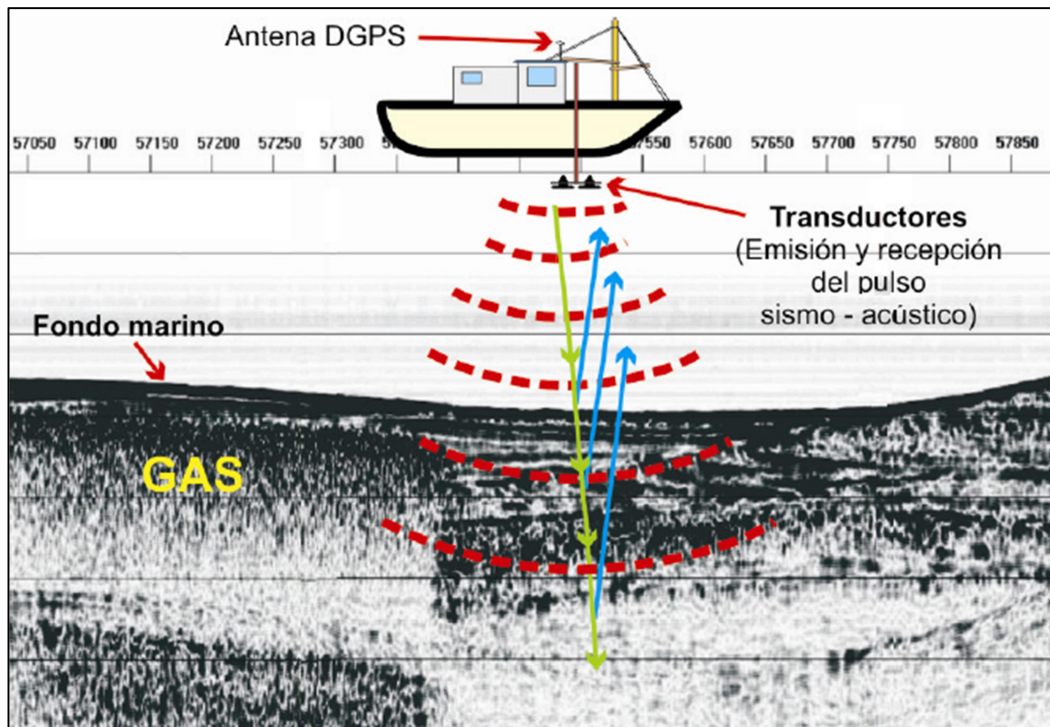 Antena DGPS
57050 57100 57150 57200 57250 57300 57550 57600 57650 57700 57750 57800 57850
Transductores
(Emisión y recepción
del pulso
sismo - acústico)
Fondo marino
GAS